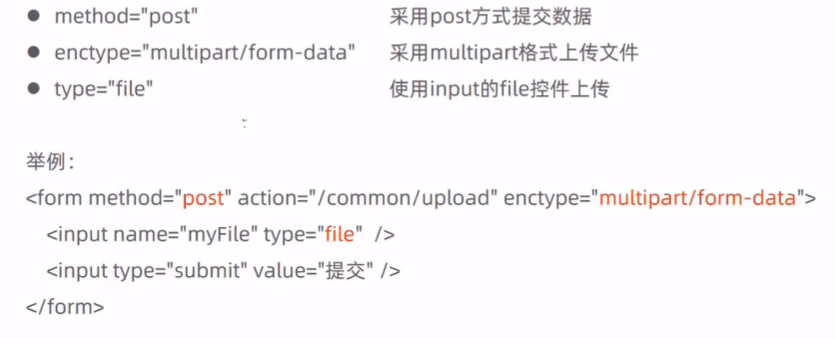 ● method="post" 采用post方式提交数据
● enctype="multipart/form-data" 采用multipart格式上传文件
● type="file" 使用input的file控件上传
举例：
<form method="post" action="/common/upload" enctype="multipart/form-data">
<input name="myFile" type="file" />
<input type="submit" value="提交" />
</form>